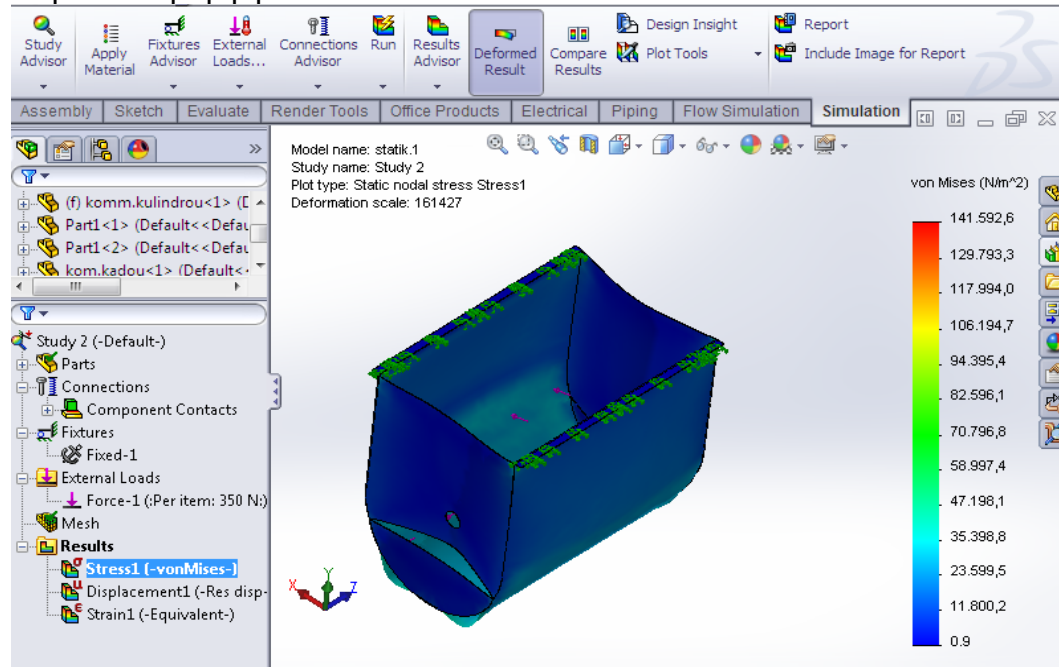 Study Advisor
Apply Material
Fixtures Advisor
External Loads...
Connections Advisor
Run
Results Advisor
Deformed Result
Compare Results
Design Insight
Plot Tools
Report
Include Image for Report
Assembly
Sketch
Evaluate
Render Tools
Office Products
Electrical
Piping
Flow Simulation
Simulation
(f) komm.kulindrou<1> (D
Part1<1> (Default<<Defau
Part1<2> (Default<<Defau
kom.kadou<1> (Default<<
Study 2 (-Default-)
Parts
Connections
Component Contacts
Fixtures
Fixed-1
External Loads
Force-1 (:Per item: 350 N:)
Mesh
Results
Stress1 (-vonMises-)
Displacement1 (-Res disp-
Strain1 (-Equivalent-)
Model name: statik.1
Study name: Study 2
Plot type: Static nodal stress Stress1
Deformation scale: 161427
X
Y
Z
von Mises (N/m^2)
141.592,6
129.793,3
117.994,0
106.194,7
94.395,4
82.596,1
70.796,8
58.997,4
47.198,1
35.398,8
23.599,5
11.800,2
0.9